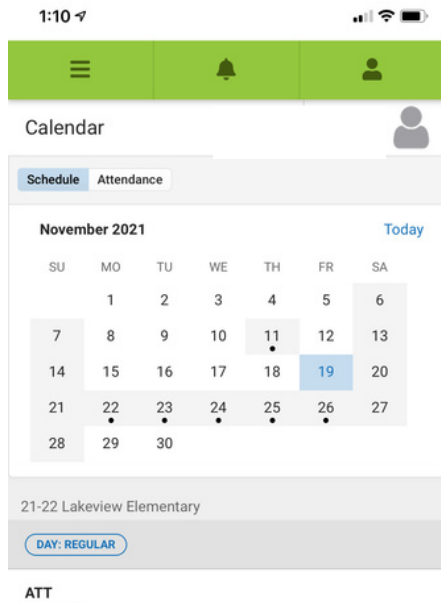 1:10
Calendar
Schedule Attendance
November 2021 Today
SU MO TU WE TH FR SA
1 2 3 4 5 6
7 8 9 10 11 12 13
14 15 16 17 18 19 20
21 22 23 24 25 26 27
28 29 30
21-22 Lakeview Elementary
DAY: REGULAR
ATT